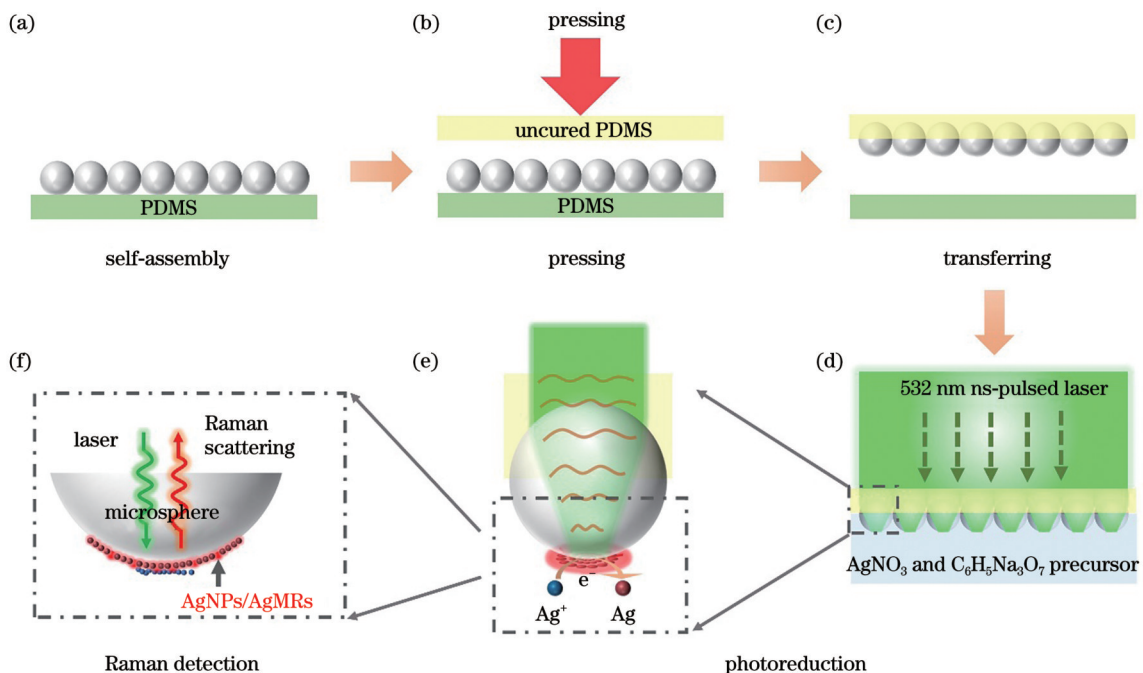 (a)
PDMS
self-assembly
(b)
pressing
uncured PDMS
PDMS
pressing
(c)
transferring
(d)
532 nm ns-pulsed laser
AgNO₃ and C₆H₅Na₃O₇ precursor
(e)
e⁻
Ag⁺
Ag
photoreduction
(f)
laser
Raman
scattering
microsphere
AgNPs/AgMRs
Raman detection